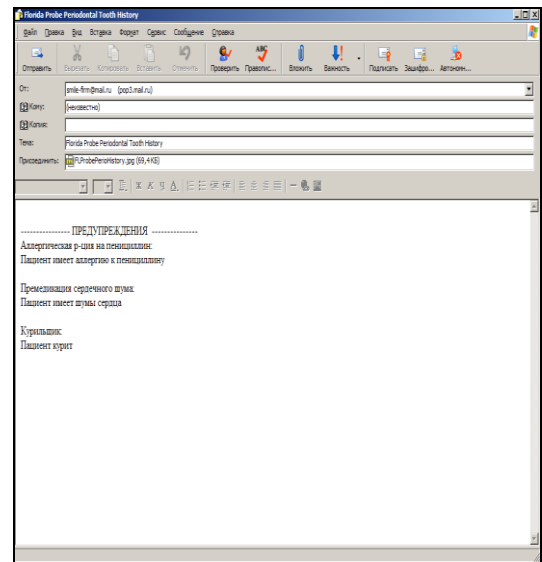 Florida Probe Periodontal Tooth History
Файл Правка Вид Вставка Формат Сервис Сообщение Справка
Отправить Вырезать Копировать Вставить Отменить Проверить Правопис... Вложить Важность Подписать Зашифро... Автономн...
От: smile-firm@mail.ru (pop3.mail.ru)
Кому: (неизвестно)
Копия:
Тема: Florida Probe Periodontal Tooth History
Присоединить: FLProbePerioHistory.jpg (69,4 КБ)
Ж К Ч А
---------------- ПРЕДУПРЕЖДЕНИЯ ---------------
Аллергическая р-ция на пенициллин:
Пациент имеет аллергию к пенициллину
Премедикация сердечного шума:
Пациент имеет шумы сердца
Курильщик:
Пациент курит